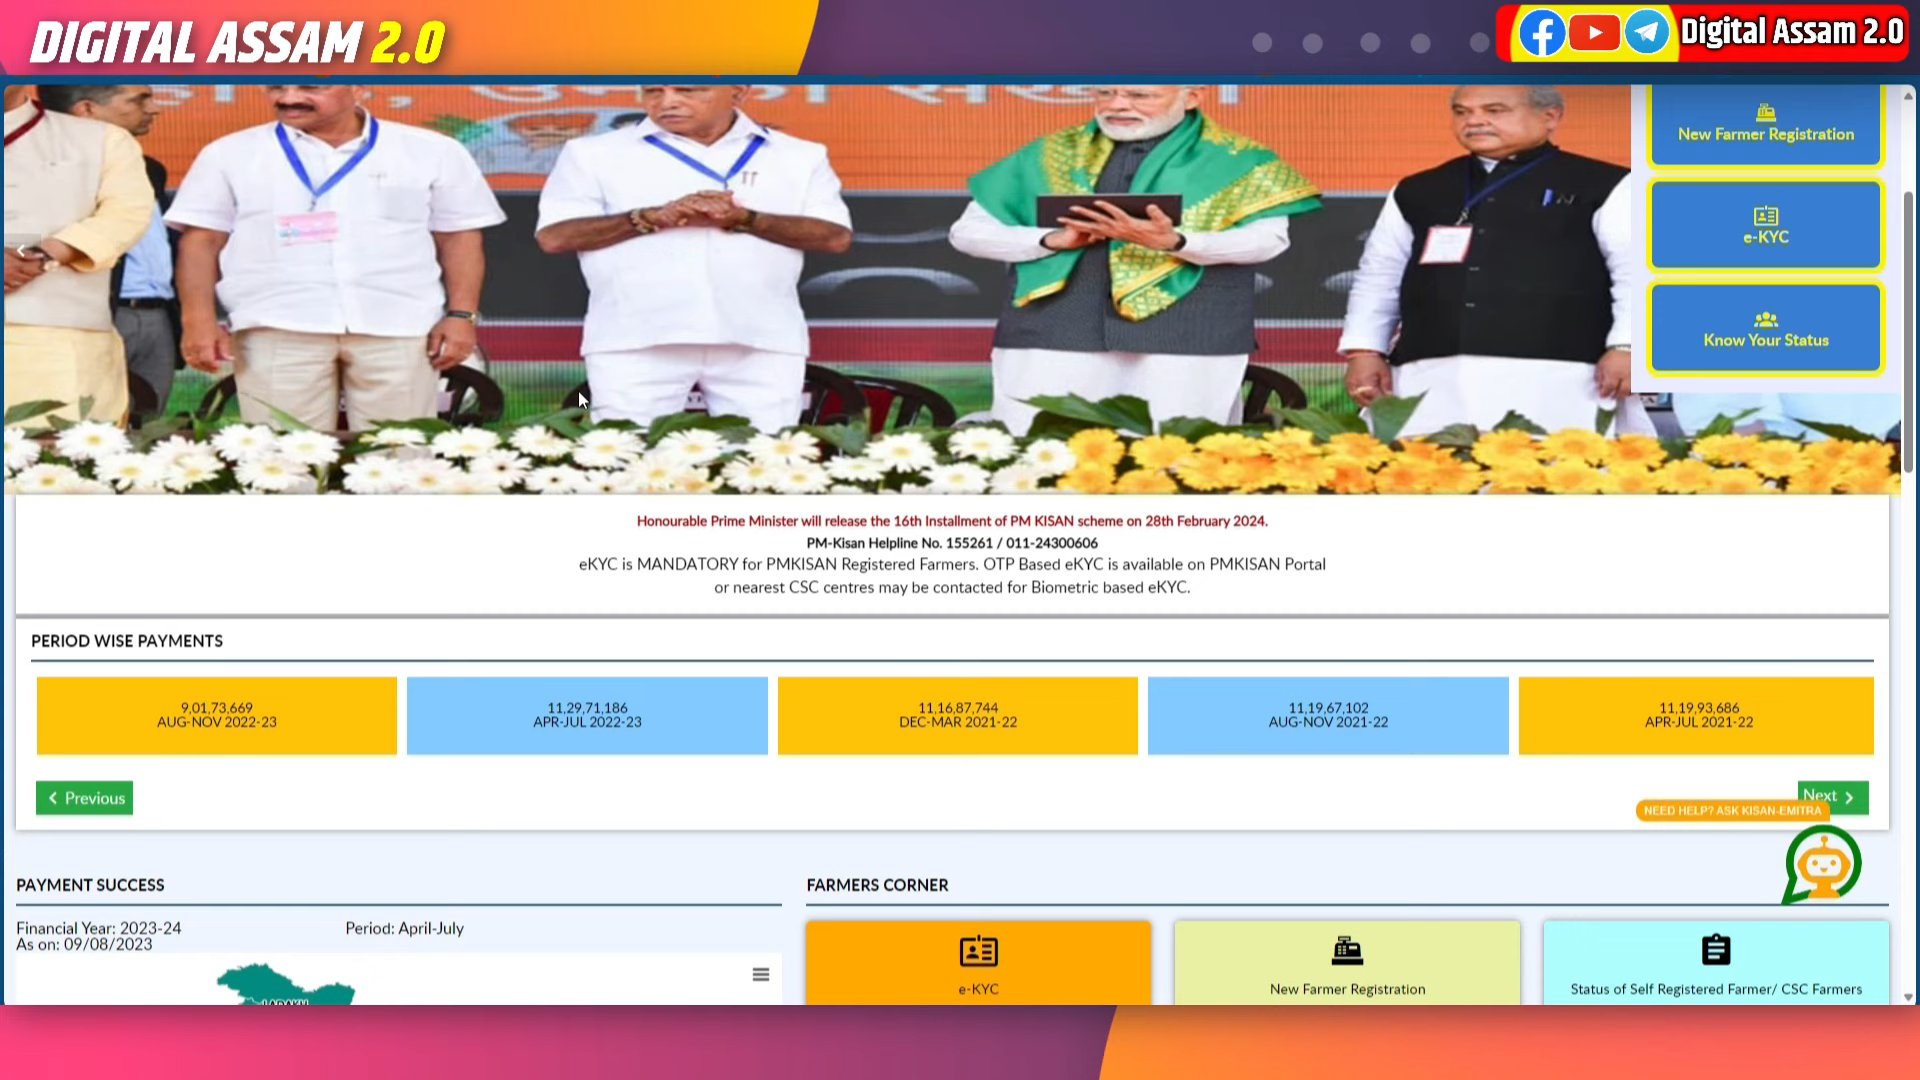 DIGITAL ASSAM 2.0
Digital Assam 2.0
New Farmer Registration
e-KYC
Know Your Status
Honourable Prime Minister will release the 16th Installment of PM KISAN scheme on 28th February 2024.
PM-Kisan Helpline No. 155261 / 011-24300606
eKYC is MANDATORY for PMKISAN Registered Farmers. OTP Based eKYC is available on PMKISAN Portal
or nearest CSC centres may be contacted for Biometric based eKYC.
PERIOD WISE PAYMENTS
9,01,73,669
AUG-NOV 2022-23
11,29,71,186
APR-JUL 2022-23
11,16,87,744
DEC-MAR 2021-22
11,19,67,102
AUG-NOV 2021-22
11,19,93,686
APR-JUL 2021-22
Previous
Next
NEED HELP? ASK KISAN-EMITRA
PAYMENT SUCCESS
Financial Year: 2023-24
Period: April-July
As on: 09/08/2023
LADAKH
FARMERS CORNER
e-KYC
New Farmer Registration
Status of Self Registered Farmer/ CSC Farmers